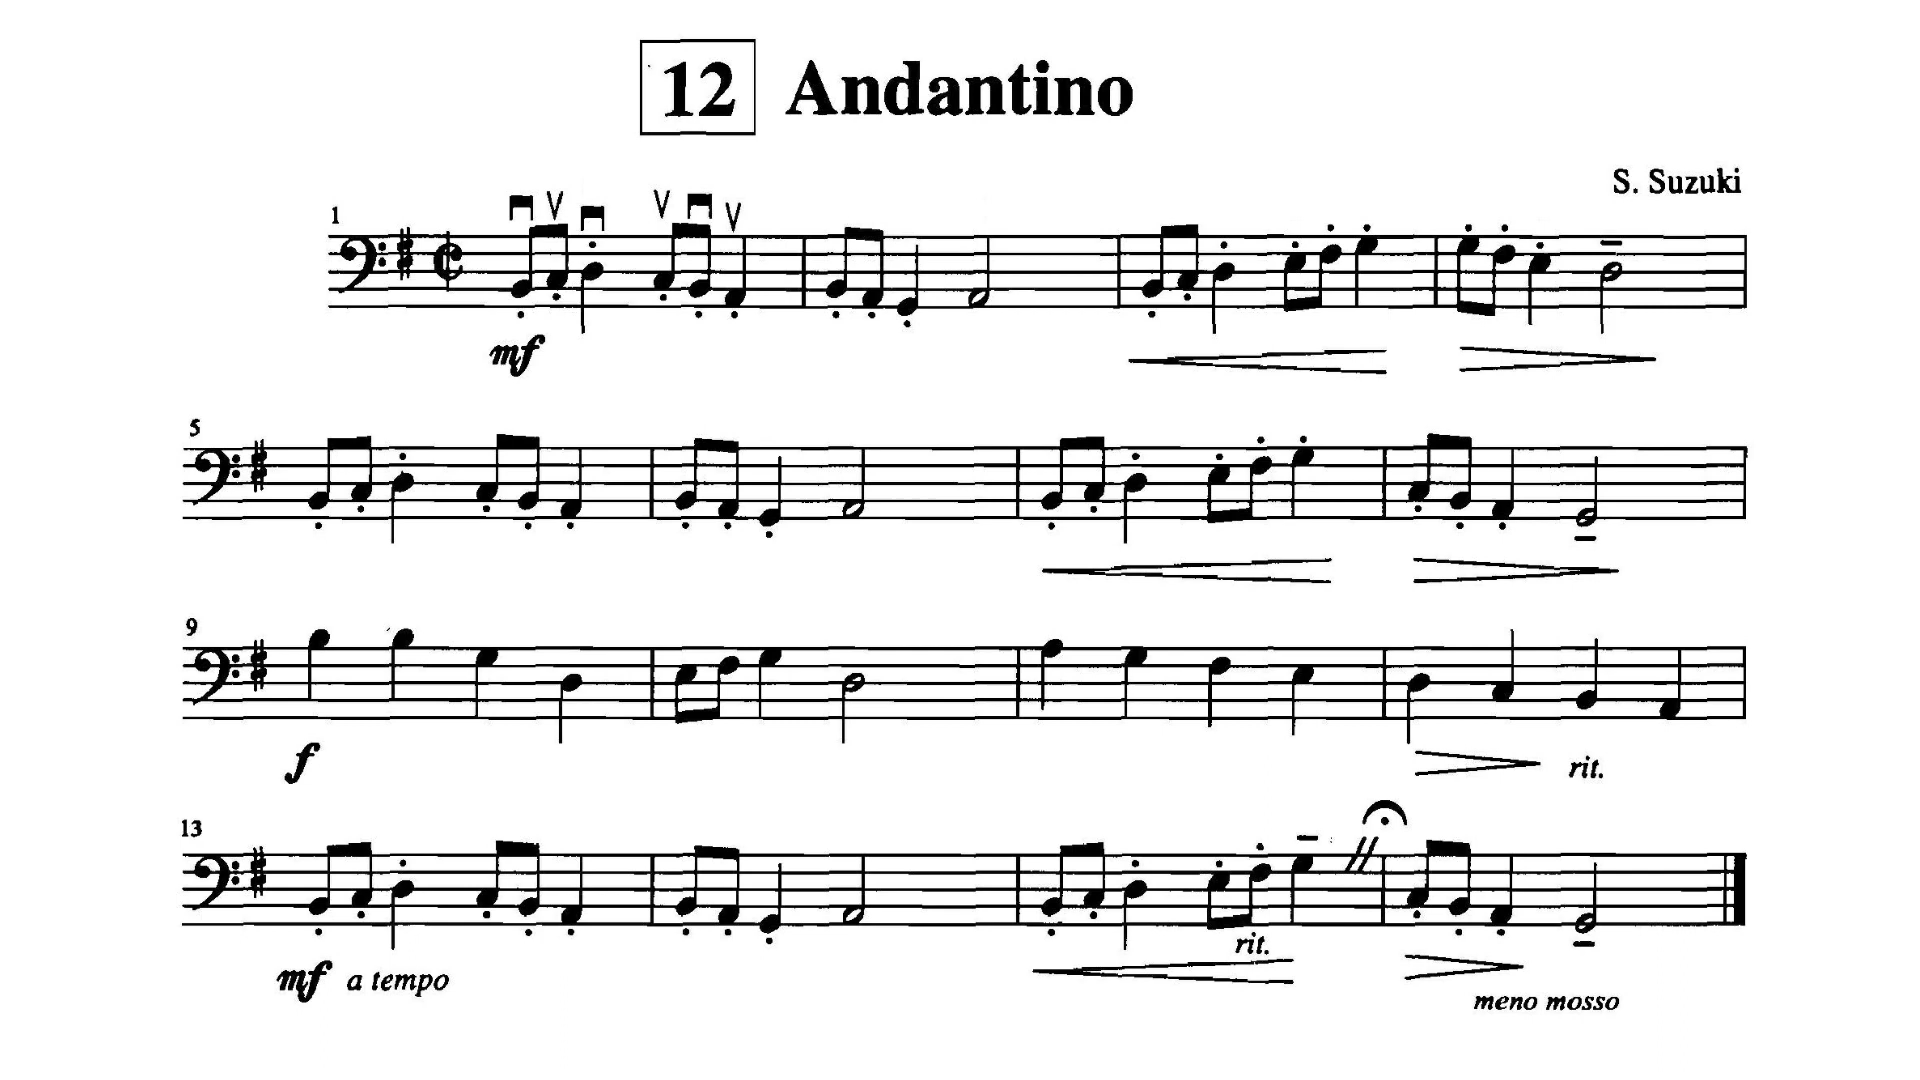 12 Andantino
S. Suzuki
1
mf
5
9
f
rit.
13
rit.
mf a tempo
meno mosso